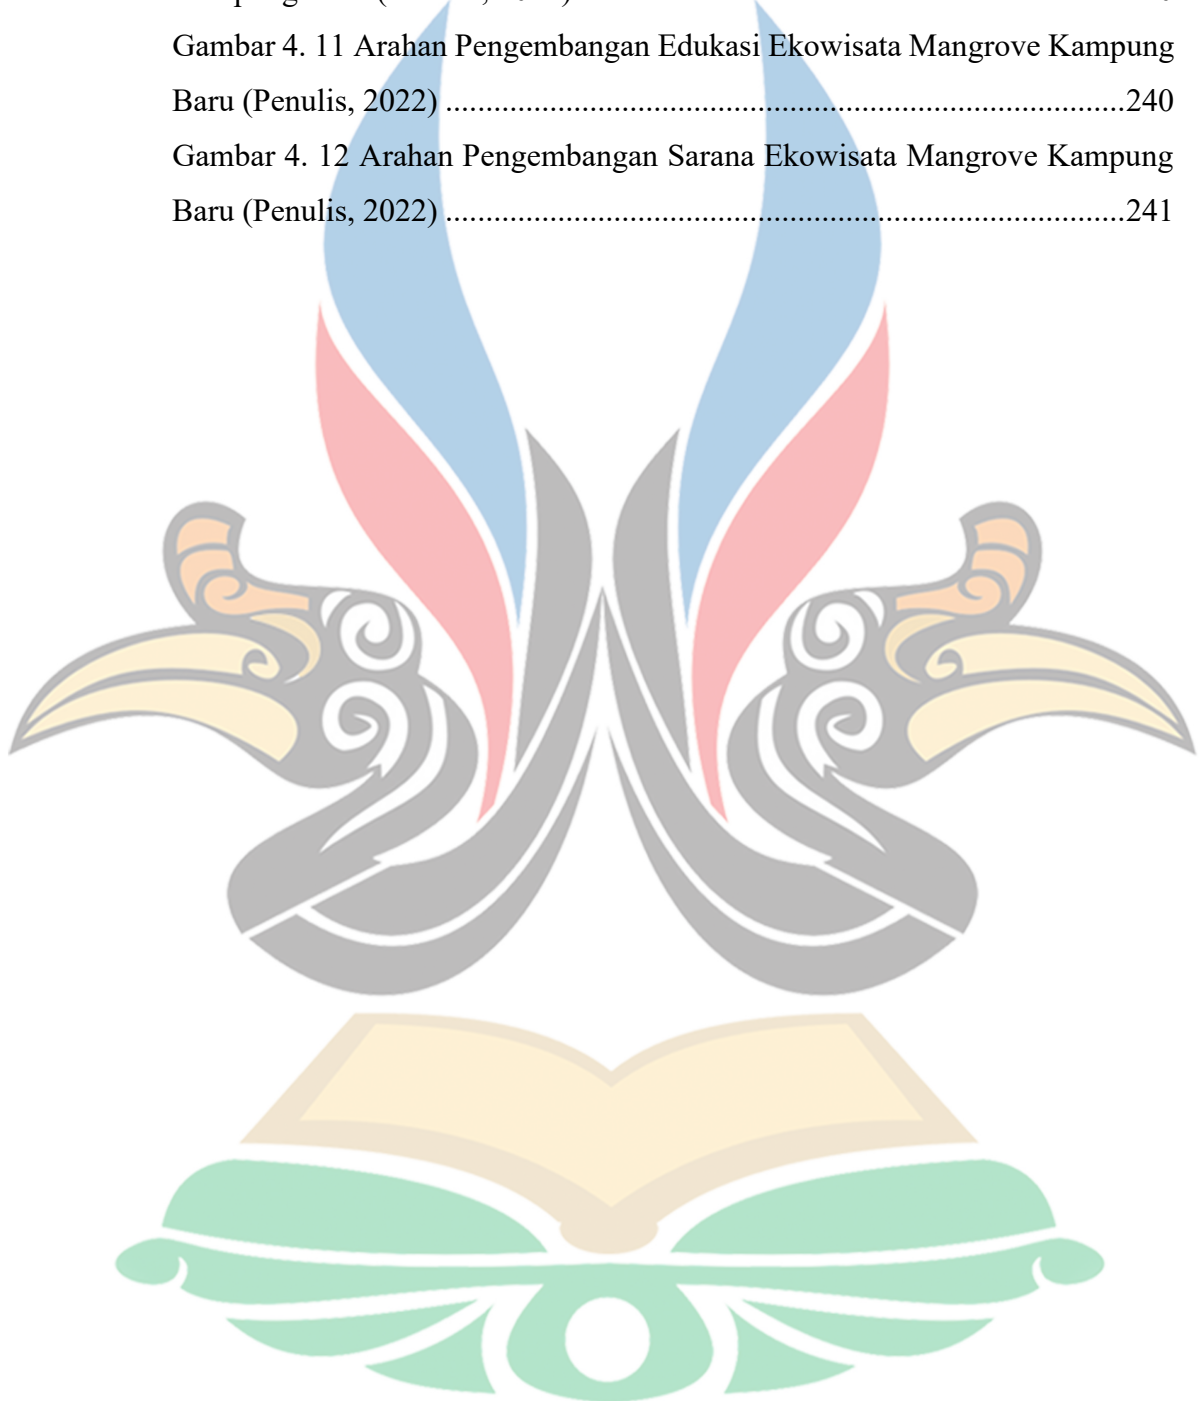 Gambar 4. 11 Arahan Pengembangan Edukasi Ekowisata Mangrove Kampung
Baru (Penulis, 2022) ....................................................................................240
Gambar 4. 12 Arahan Pengembangan Sarana Ekowisata Mangrove Kampung
Baru (Penulis, 2022) ....................................................................................241